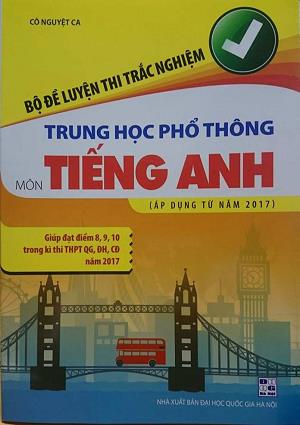 CÔ NGUYỆT CA
BỘ ĐỀ LUYỆN THI TRẮC NGHIỆM
TRUNG HỌC PHỔ THÔNG
MÔN TIẾNG ANH
(ÁP DỤNG TỪ NĂM 2017)
Giúp đạt điểm 8, 9, 10
trong kì thi THPT QG, ĐH, CĐ
năm 2017
NHÀ XUẤT BẢN ĐẠI HỌC QUỐC GIA HÀ NỘI